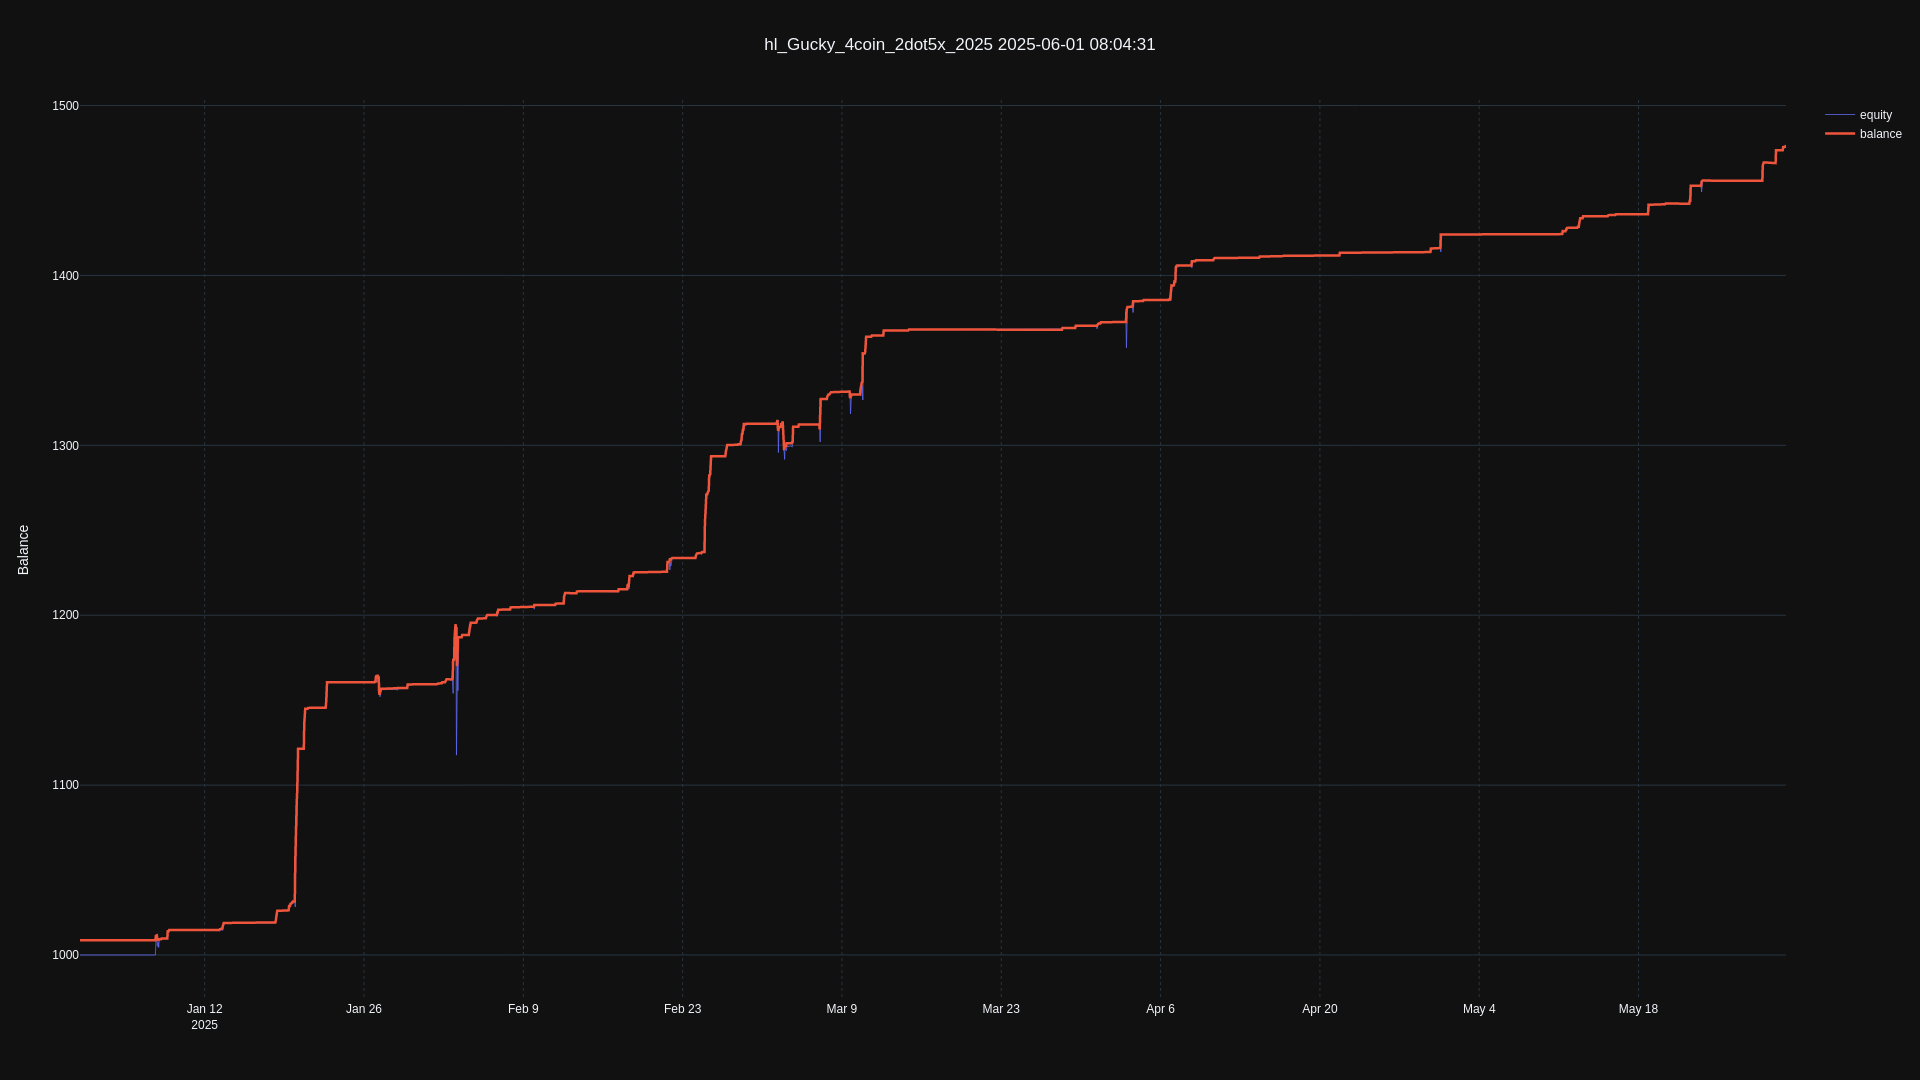 hl_Gucky_4coin_2dot5x_2025 2025-06-01 08:04:31
equity
balance
1500
1400
1300
1200
1100
1000
Balance
Jan 12
2025
Jan 26
Feb 9
Feb 23
Mar 9
Mar 23
Apr 6
Apr 20
May 4
May 18